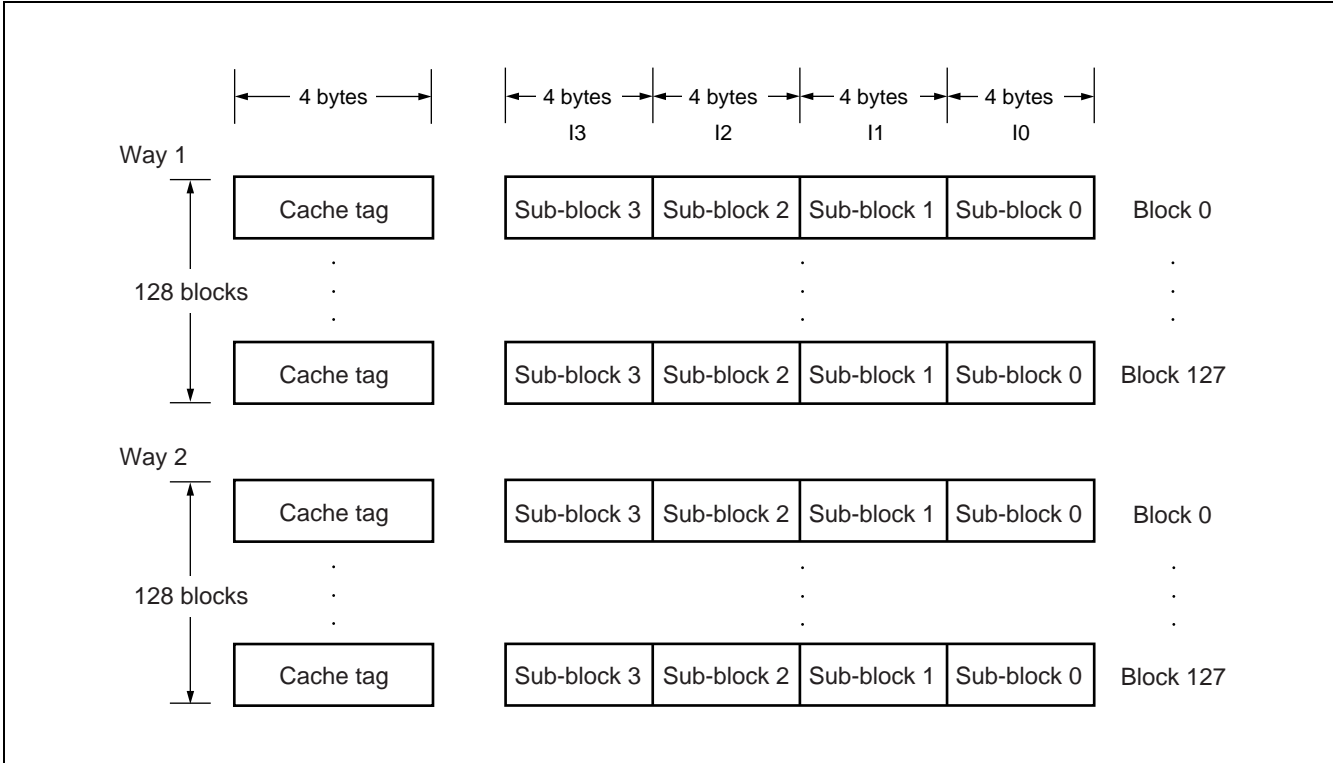 4 bytes 4 bytes 4 bytes 4 bytes 4 bytes
I3 I2 I1 I0
Way 1
Cache tag Sub-block 3 Sub-block 2 Sub-block 1 Sub-block 0 Block 0
128 blocks
Cache tag Sub-block 3 Sub-block 2 Sub-block 1 Sub-block 0 Block 127
Way 2
Cache tag Sub-block 3 Sub-block 2 Sub-block 1 Sub-block 0 Block 0
128 blocks
Cache tag Sub-block 3 Sub-block 2 Sub-block 1 Sub-block 0 Block 127